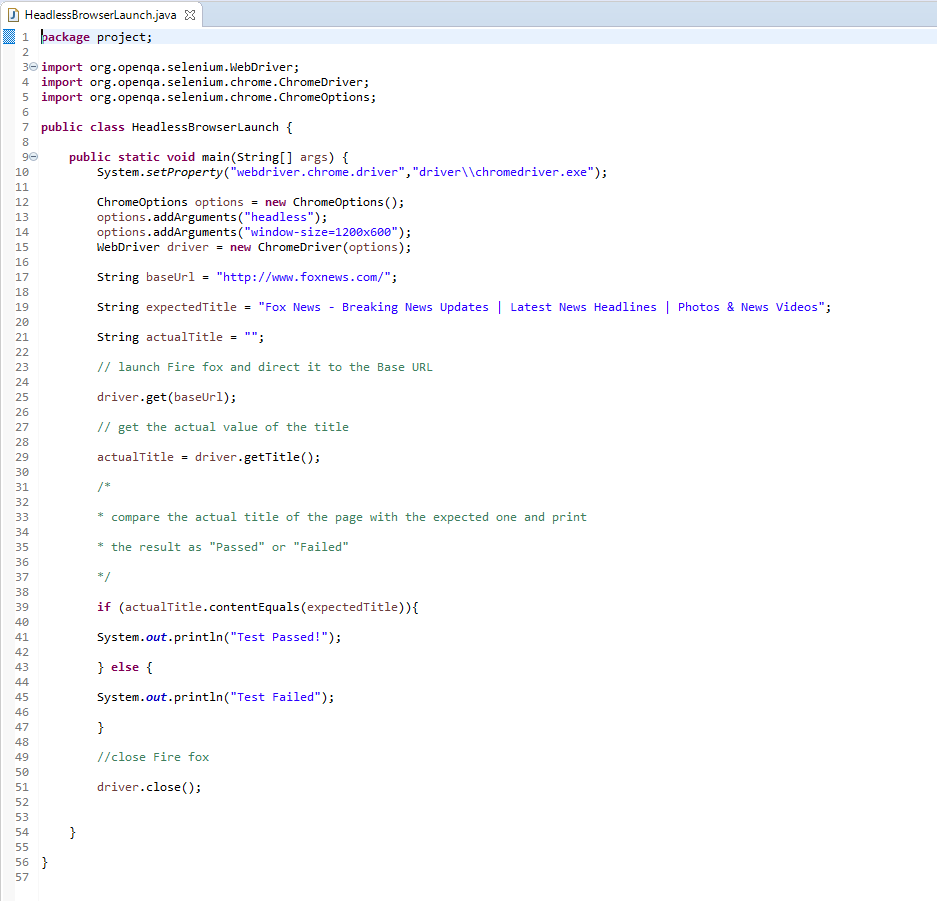 HeadlessBrowserLaunch.java
1 package project;
2
3 import org.openqa.selenium.WebDriver;
4 import org.openqa.selenium.chrome.ChromeDriver;
5 import org.openqa.selenium.chrome.ChromeOptions;
6
7 public class HeadlessBrowserLaunch {
8
9 public static void main(String[] args) {
10 System.setProperty("webdriver.chrome.driver","driver\\chromedriver.exe");
11
12 ChromeOptions options = new ChromeOptions();
13 options.addArguments("headless");
14 options.addArguments("window-size=1200x600");
15 WebDriver driver = new ChromeDriver(options);
16
17 String baseUrl = "http://www.foxnews.com/";
18
19 String expectedTitle = "Fox News - Breaking News Updates | Latest News Headlines | Photos & News Videos";
20
21 String actualTitle = "";
22
23 // launch Fire fox and direct it to the Base URL
24
25 driver.get(baseUrl);
26
27 // get the actual value of the title
28
29 actualTitle = driver.getTitle();
30
31 /*
32
33 * compare the actual title of the page with the expected one and print
34
35 * the result as "Passed" or "Failed"
36
37 */
38
39 if (actualTitle.contentEquals(expectedTitle)){
40
41 System.out.println("Test Passed!");
42
43 } else {
44
45 System.out.println("Test Failed");
46
47 }
48
49 //close Fire fox
50
51 driver.close();
52
53
54 }
55
56 }
57